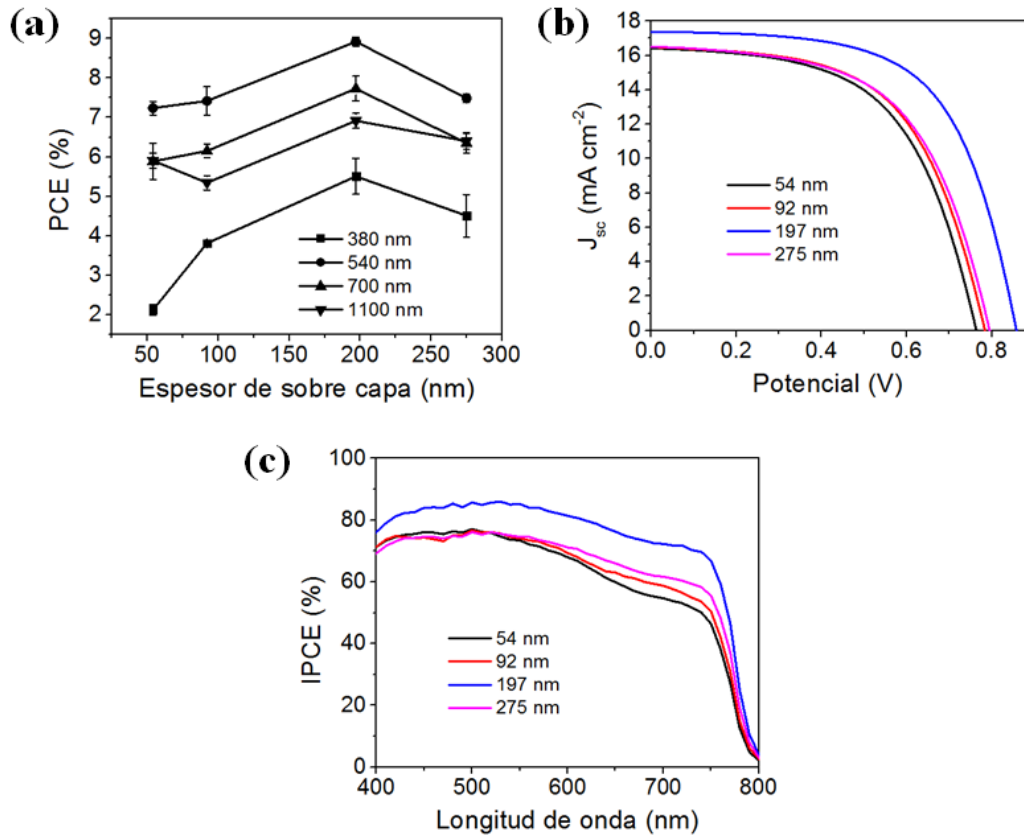 (a)
PCE (%)
9
8
7
6
5
4
3
2
380 nm
540 nm
700 nm
1100 nm
50 100 150 200 250 300
Espesor de sobre capa (nm)
(b)
Jsc (mA cm-2)
18
16
14
12
10
8
6
4
2
0
54 nm
92 nm
197 nm
275 nm
0.0 0.2 0.4 0.6 0.8
Potencial (V)
(c)
IPCE (%)
100
80
60
40
20
0
54 nm
92 nm
197 nm
275 nm
400 500 600 700 800
Longitud de onda (nm)